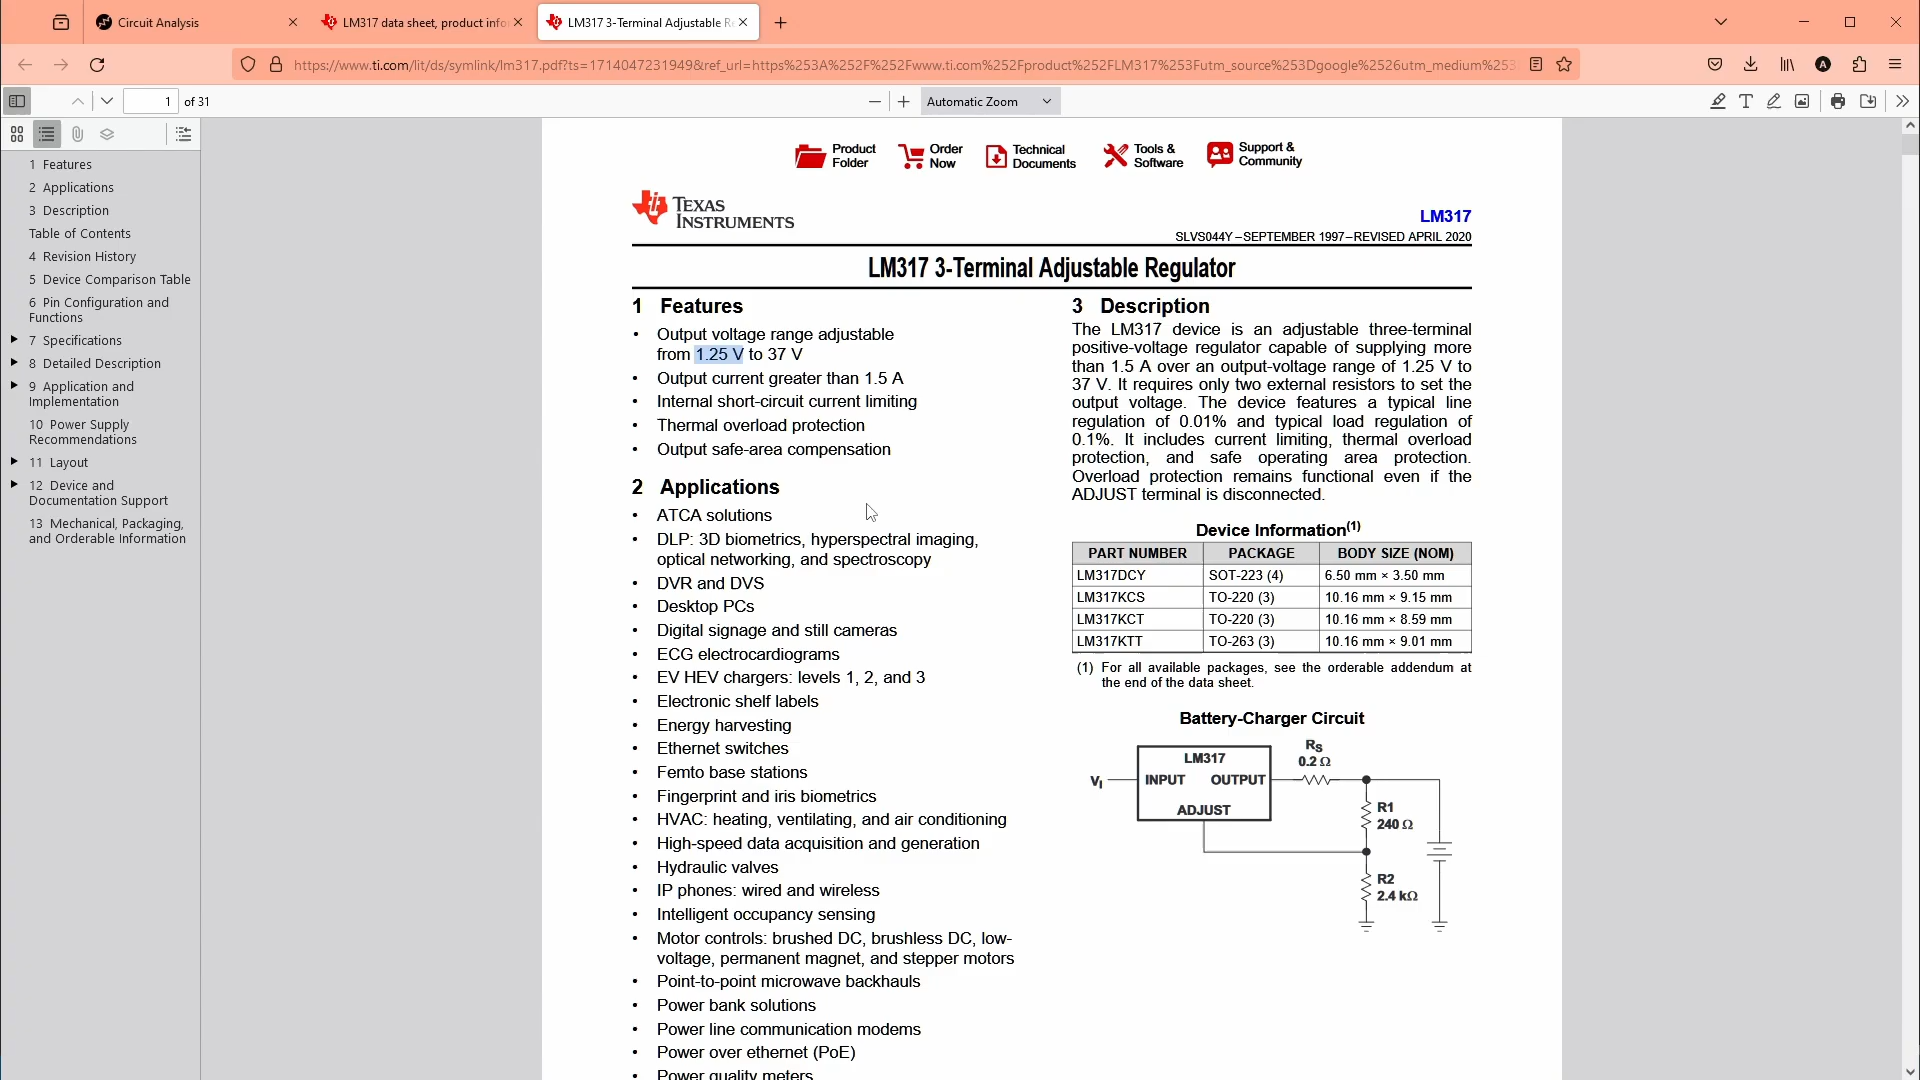 Circuit Analysis
LM317 data sheet, product info
LM317 3-Terminal Adjustable R
https://www.ti.com/lit/ds/symlink/lm317.pdf?ts=1714047231949&ref_url=https%253A%252F%252Fwww.ti.com%252Fproduct%252FLM317%253Futm_source%253Dgoogle%2526utm_medium%253
1 of 31
Automatic Zoom
1 Features
2 Applications
3 Description
Table of Contents
4 Revision History
5 Device Comparison Table
6 Pin Configuration and
Functions
7 Specifications
8 Detailed Description
9 Application and
Implementation
10 Power Supply
Recommendations
11 Layout
12 Device and
Documentation Support
13 Mechanical, Packaging,
and Orderable Information
Product
Folder
Order
Now
Technical
Documents
Tools &
Software
Support &
Community
TEXAS
INSTRUMENTS
LM317
SLVS044Y – SEPTEMBER 1997 – REVISED APRIL 2020
LM317 3-Terminal Adjustable Regulator
1 Features
• Output voltage range adjustable
from 1.25 V to 37 V
• Output current greater than 1.5 A
• Internal short-circuit current limiting
• Thermal overload protection
• Output safe-area compensation
2 Applications
• ATCA solutions
• DLP: 3D biometrics, hyperspectral imaging,
optical networking, and spectroscopy
• DVR and DVS
• Desktop PCs
• Digital signage and still cameras
• ECG electrocardiograms
• EV HEV chargers: levels 1, 2, and 3
• Electronic shelf labels
• Energy harvesting
• Ethernet switches
• Femto base stations
• Fingerprint and iris biometrics
• HVAC: heating, ventilating, and air conditioning
• High-speed data acquisition and generation
• Hydraulic valves
• IP phones: wired and wireless
• Intelligent occupancy sensing
• Motor controls: brushed DC, brushless DC, low-
voltage, permanent magnet, and stepper motors
• Point-to-point microwave backhauls
• Power bank solutions
• Power line communication modems
• Power over ethernet (PoE)
• Power quality meters
3 Description
The LM317 device is an adjustable three-terminal
positive-voltage regulator capable of supplying more
than 1.5 A over an output-voltage range of 1.25 V to
37 V. It requires only two external resistors to set the
output voltage. The device features a typical line
regulation of 0.01% and typical load regulation of
0.1%. It includes current limiting, thermal overload
protection, and safe operating area protection.
Overload protection remains functional even if the
ADJUST terminal is disconnected.
Device Information(1)
PART NUMBER PACKAGE BODY SIZE (NOM)
LM317DCY SOT-223 (4) 6.50 mm × 3.50 mm
LM317KCS TO-220 (3) 10.16 mm × 9.15 mm
LM317KCT TO-220 (3) 10.16 mm × 8.59 mm
LM317KTT TO-263 (3) 10.16 mm × 9.01 mm
(1) For all available packages, see the orderable addendum at
the end of the data sheet.
Battery-Charger Circuit
RS
0.2 Ω
LM317
VI INPUT OUTPUT
ADJUST
R1
240 Ω
R2
2.4 kΩ